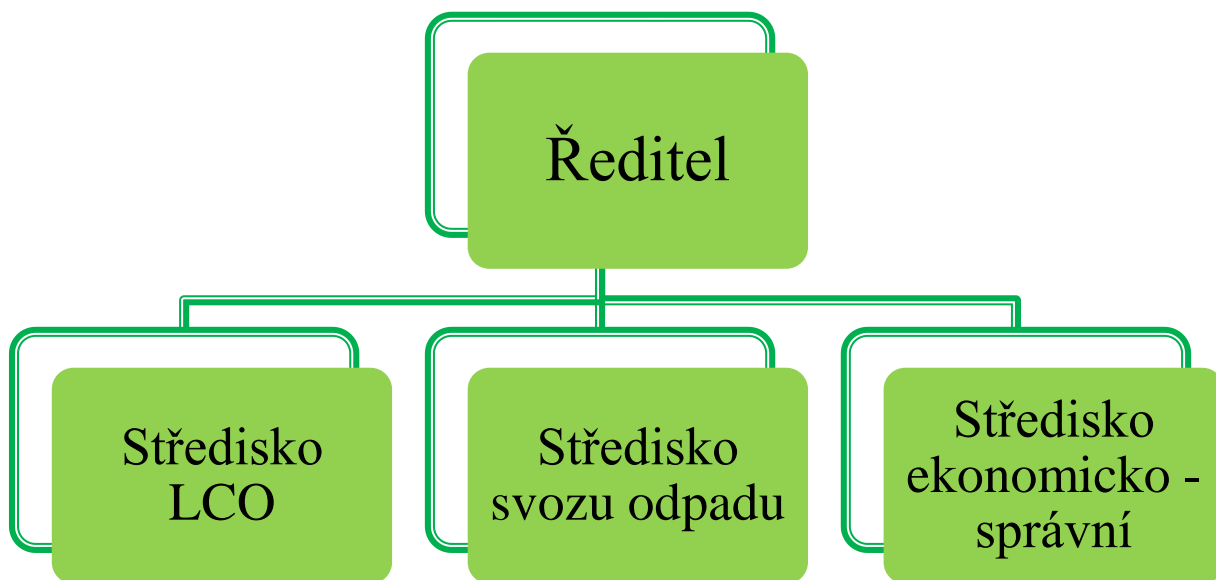 Ředitel
Středisko
LCO
Středisko
svozu odpadu
Středisko
ekonomicko -
správní